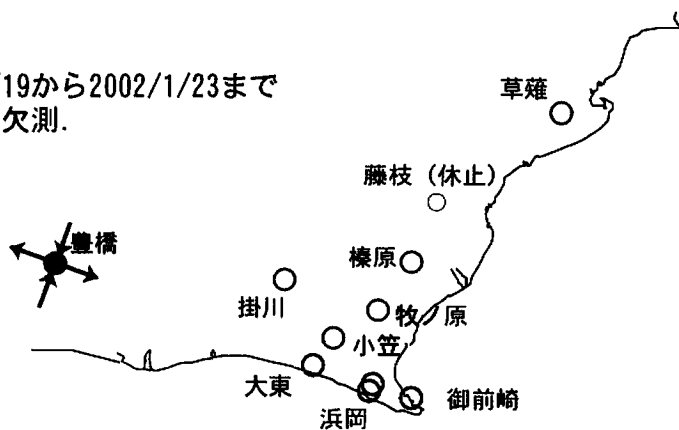 19から2002/1/23まで
欠測.
草薙
藤枝（休止）
豊橋
榛原
掛川
牧ノ原
小笠
大東
浜岡
御前崎